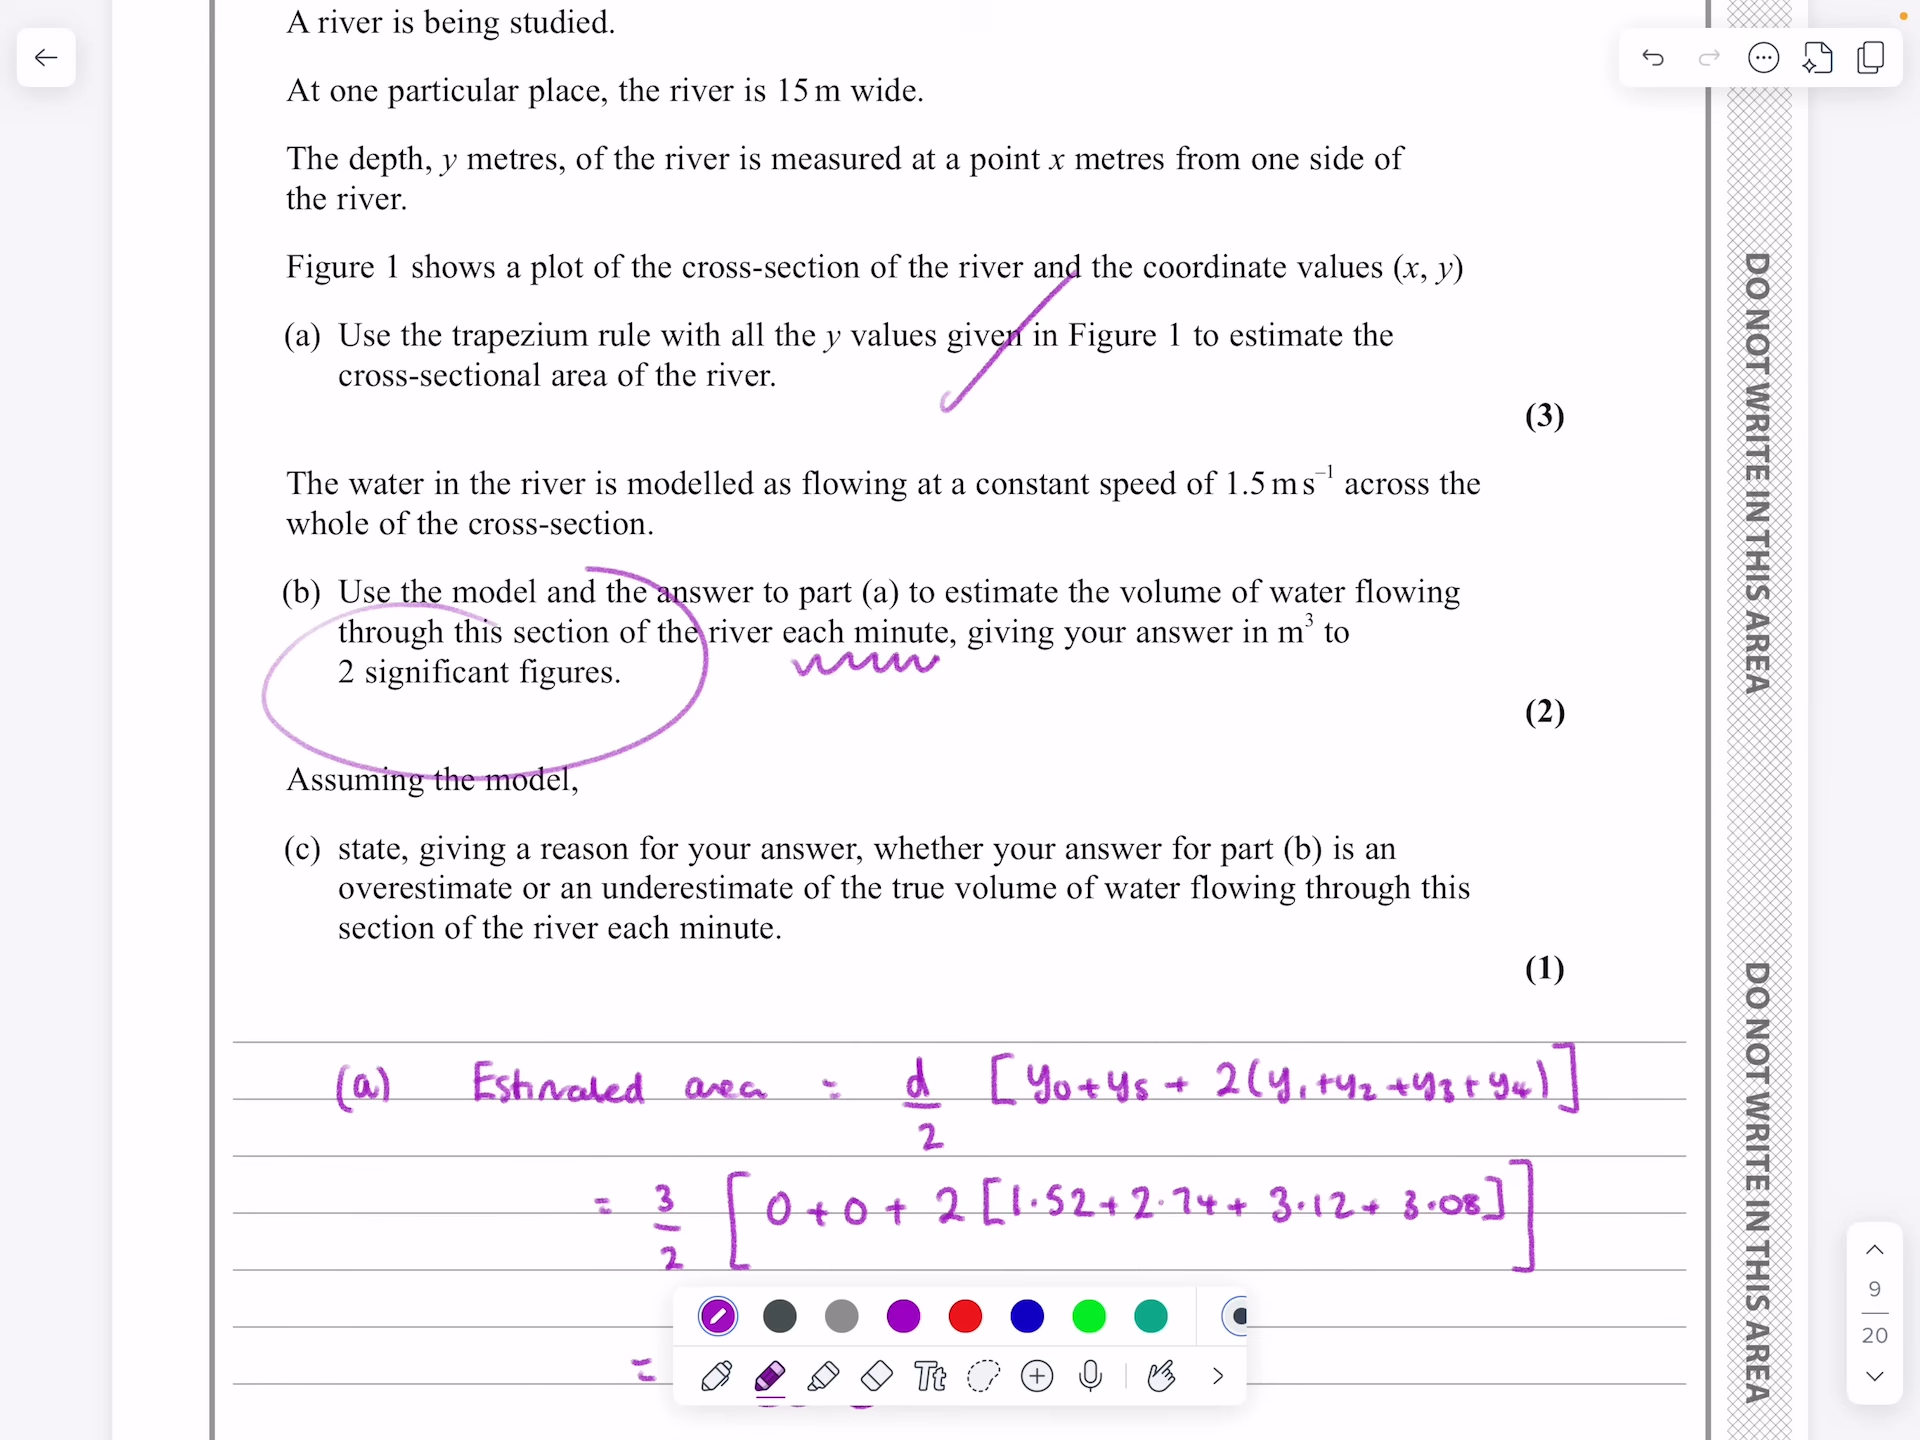 A river is being studied.
At one particular place, the river is 15 m wide.
The depth, y metres, of the river is measured at a point x metres from one side of
the river.
Figure 1 shows a plot of the cross-section of the river and the coordinate values (x, y)
(a) Use the trapezium rule with all the y values given in Figure 1 to estimate the
cross-sectional area of the river.
(3)
The water in the river is modelled as flowing at a constant speed of 1.5 m s⁻¹ across the
whole of the cross-section.
(b) Use the model and the answer to part (a) to estimate the volume of water flowing
through this section of the river each minute, giving your answer in m³ to
2 significant figures.
(2)
Assuming the model,
(c) state, giving a reason for your answer, whether your answer for part (b) is an
overestimate or an underestimate of the true volume of water flowing through this
section of the river each minute.
(1)
(a) Estimated area = d/2 [y₀+y₅ + 2(y₁+y₂+y₃+y₄)]
= 3/2 [0+0+2[1.52+2.74+3.12+3.08]]
=
Tt
9
20
DO NOT WRITE IN THIS AREA
DO NOT WRITE IN THIS AREA